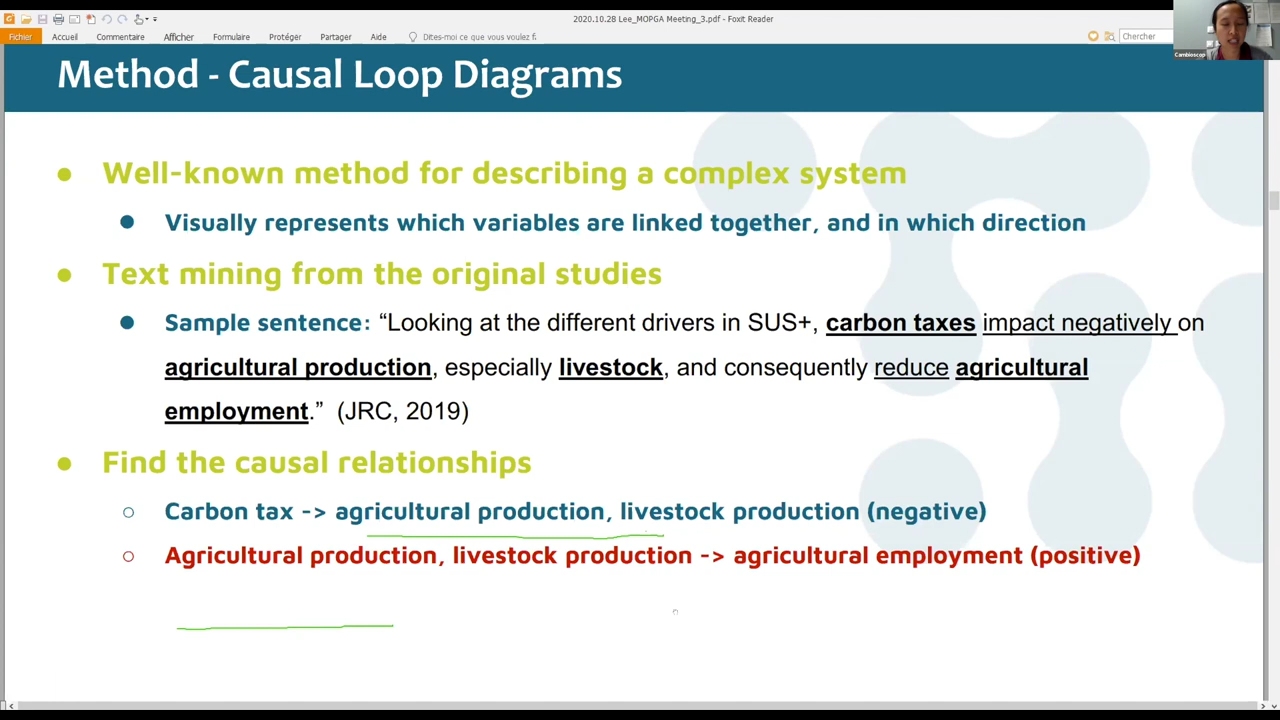 2020.10.28 Lee_MOPGA Meeting_3.pdf - Foxit Reader
Fichier Accueil Commentaire Afficher Formulaire Protéger Partager Aide Dites-moi ce que vous voulez f. Chercher
Cambioscop
Method - Causal Loop Diagrams
Well-known method for describing a complex system
Visually represents which variables are linked together, and in which direction
Text mining from the original studies
Sample sentence: “Looking at the different drivers in SUS+, carbon taxes impact negatively on
agricultural production, especially livestock, and consequently reduce agricultural
employment.” (JRC, 2019)
Find the causal relationships
Carbon tax -> agricultural production, livestock production (negative)
Agricultural production, livestock production -> agricultural employment (positive)